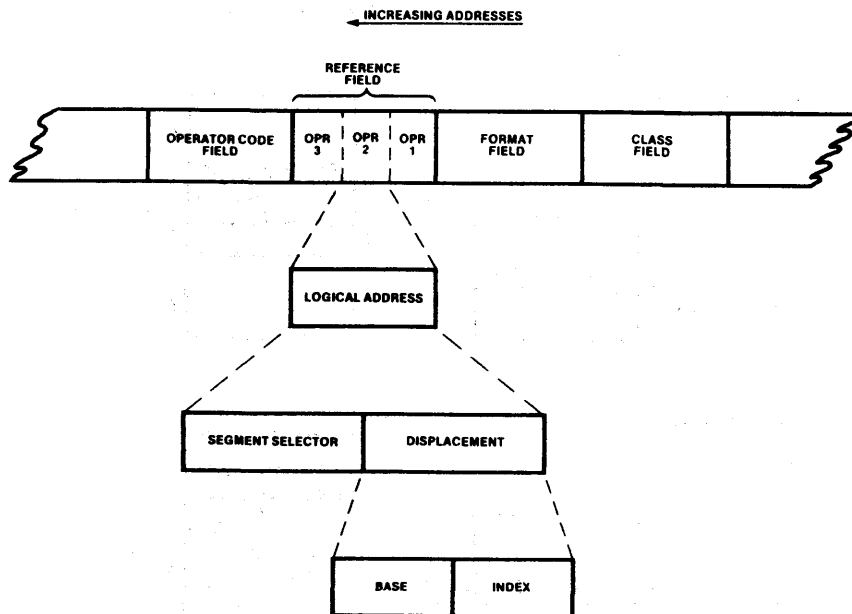 INCREASING ADDRESSES
REFERENCE
FIELD
OPERATOR CODE
FIELD
OPR
3
OPR
2
OPR
1
FORMAT
FIELD
CLASS
FIELD
LOGICAL ADDRESS
SEGMENT SELECTOR
DISPLACEMENT
BASE
INDEX